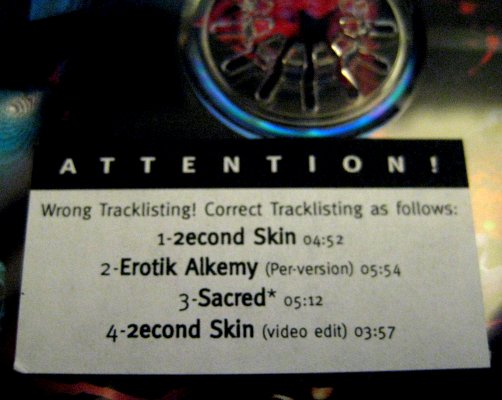 ATTENTION!
Wrong Tracklisting! Correct Tracklisting as follows:
1-2econd Skin 04:52
2-Erotik Alkemy (Per-version) 05:54
3-Sacred* 05:12
4-2econd Skin (video edit) 03:57